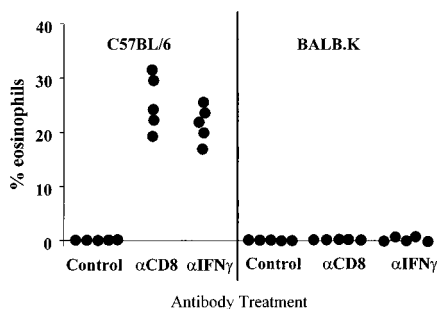 C57BL/6 BALB.K
40
30
20
10
0
% eosinophils
Control αCD8 αIFNγ Control αCD8 αIFNγ
Antibody Treatment